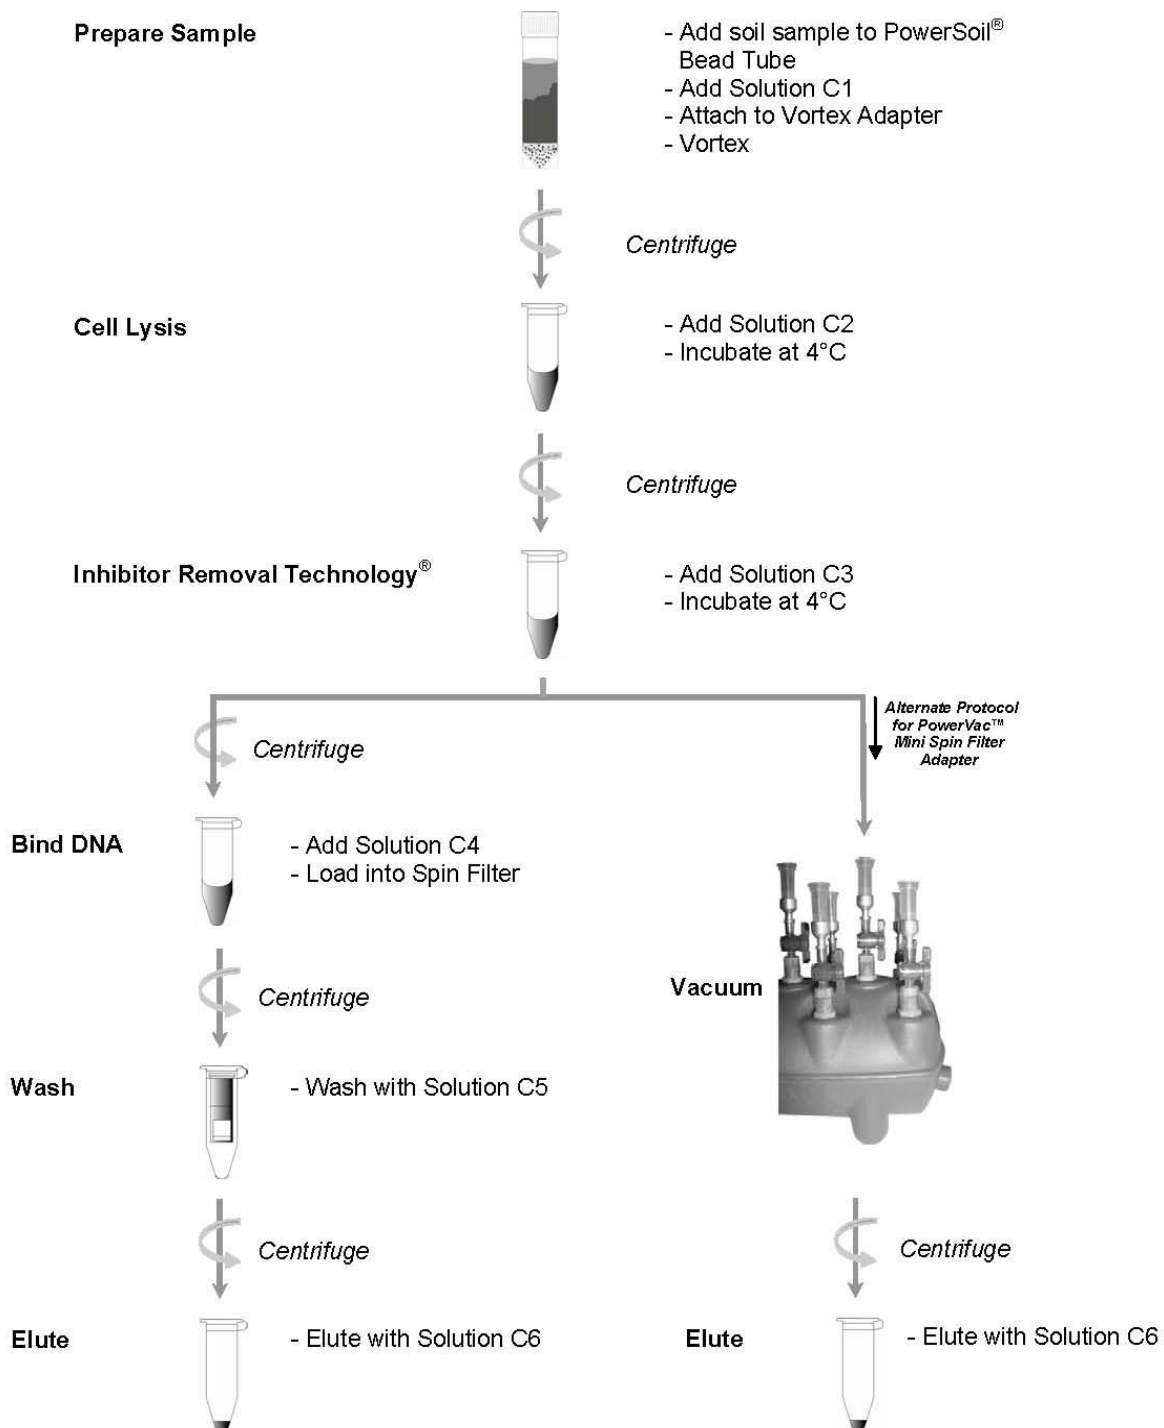 Prepare Sample
- Add soil sample to PowerSoil®
Bead Tube
- Add Solution C1
- Attach to Vortex Adapter
- Vortex
Centrifuge
Cell Lysis
- Add Solution C2
- Incubate at 4°C
Centrifuge
Inhibitor Removal Technology®
- Add Solution C3
- Incubate at 4°C
Alternate Protocol
for PowerVac™
Mini Spin Filter
Adapter
Centrifuge
Bind DNA
- Add Solution C4
- Load into Spin Filter
Vacuum
Centrifuge
Wash
- Wash with Solution C5
Centrifuge
Centrifuge
Elute
- Elute with Solution C6
Elute
- Elute with Solution C6